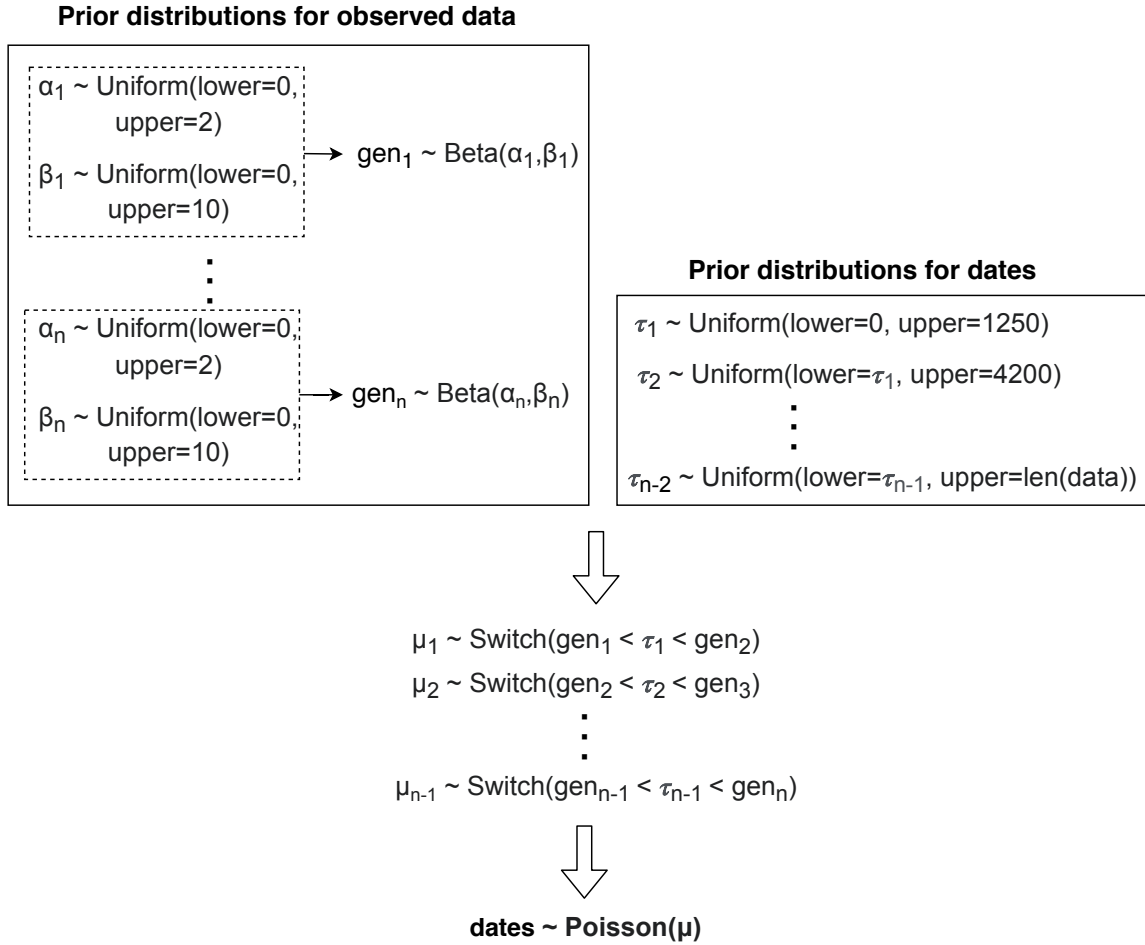 Prior distributions for observed data
α₁ ~ Uniform(lower=0,
upper=2)
β₁ ~ Uniform(lower=0,
upper=10)
gen₁ ~ Beta(α₁,β₁)
⋮
αₙ ~ Uniform(lower=0,
upper=2)
βₙ ~ Uniform(lower=0,
upper=10)
genₙ ~ Beta(αₙ,βₙ)
Prior distributions for dates
τ₁ ~ Uniform(lower=0, upper=1250)
τ₂ ~ Uniform(lower=τ₁, upper=4200)
⋮
τₙ₋₂ ~ Uniform(lower=τₙ₋₁, upper=len(data))
μ₁ ~ Switch(gen₁ < τ₁ < gen₂)
μ₂ ~ Switch(gen₂ < τ₂ < gen₃)
⋮
μₙ₋₁ ~ Switch(genₙ₋₁ < τₙ₋₁ < genₙ)
dates ~ Poisson(μ)